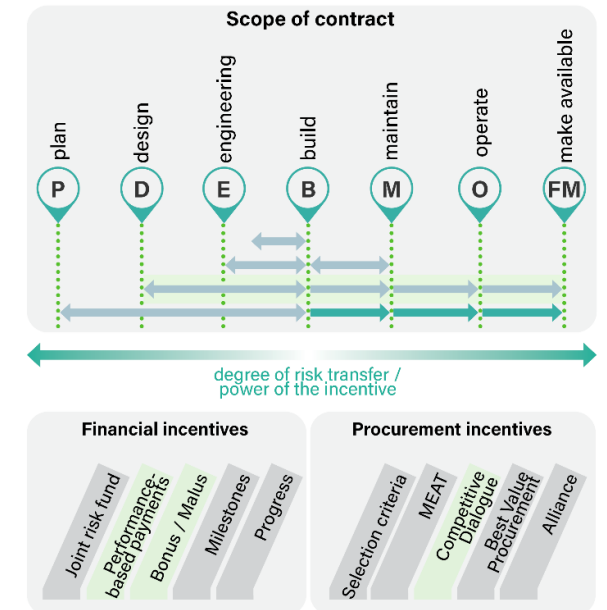 Scope of contract
plan
design
engineering
build
maintain
operate
make available
P
D
E
B
M
O
FM
degree of risk transfer /
power of the incentive
Financial incentives
Joint risk fund
Performance-
based payments
Bonus / Malus
Milestones
Progress
Procurement incentives
Selection criteria
MEAT
Competitive
Dialogue
Best Value
Procurement
Alliance